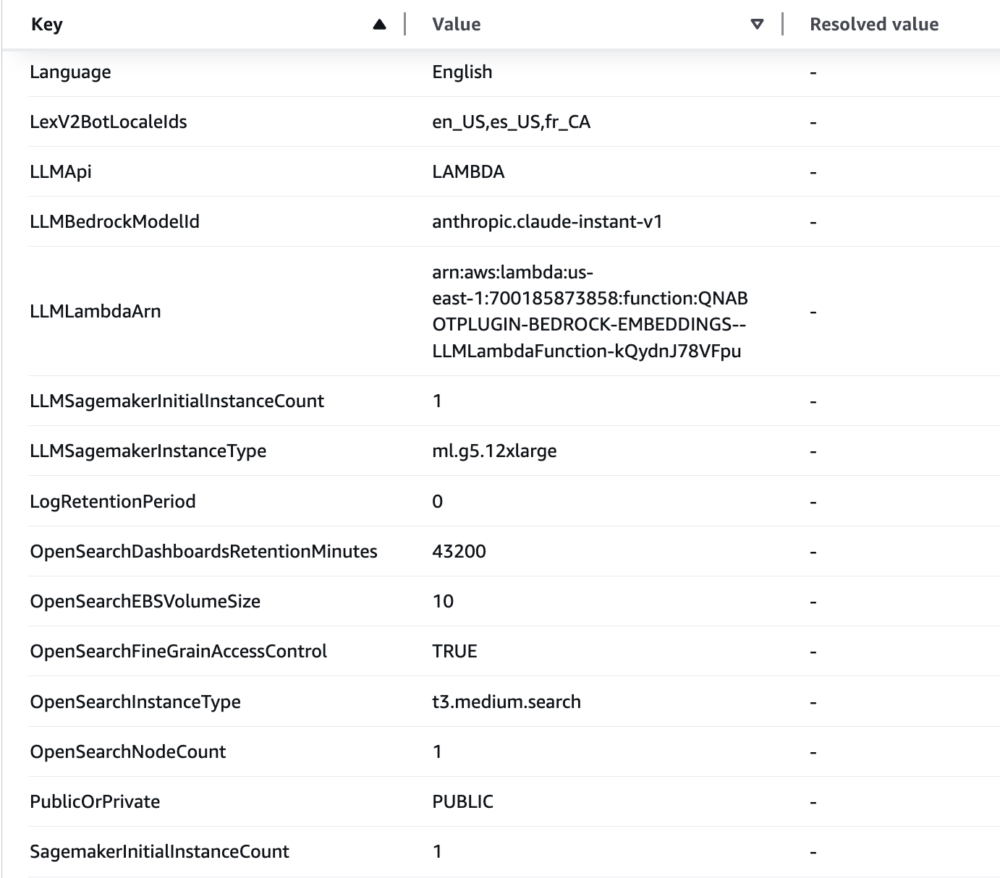 Key Value Resolved value
Language English -
LexV2BotLocaleIds en_US,es_US,fr_CA -
LLMApi LAMBDA -
LLMBedrockModelId anthropic.claude-instant-v1 -
LLMLambdaArn arn:aws:lambda:us-
east-1:700185873858:function:QNAB
OTPLUGIN-BEDROCK-EMBEDDINGS--
LLMLambdaFunction-kQydnJ78VFpu -
LLMSagemakerInitialInstanceCount 1 -
LLMSagemakerInstanceType ml.g5.12xlarge -
LogRetentionPeriod 0 -
OpenSearchDashboardsRetentionMinutes 43200 -
OpenSearchEBSVolumeSize 10 -
OpenSearchFineGrainAccessControl TRUE -
OpenSearchInstanceType t3.medium.search -
OpenSearchNodeCount 1 -
PublicOrPrivate PUBLIC -
SagemakerInitialInstanceCount 1 -